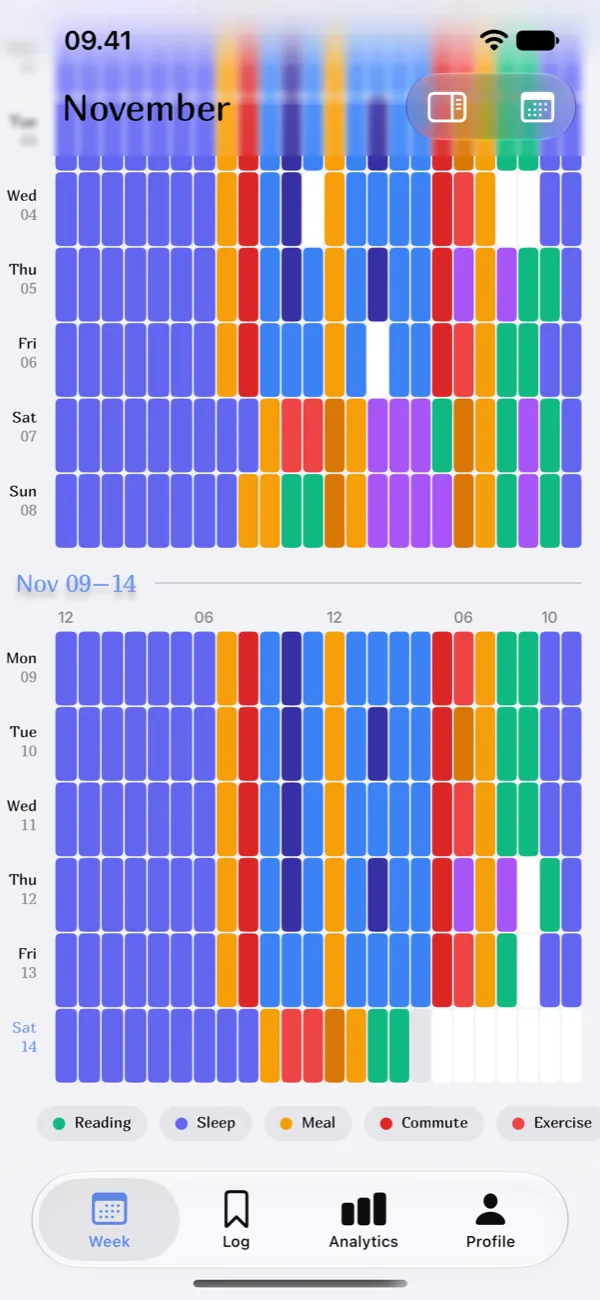 09.41
November
Tue
03
Wed
04
Thu
05
Fri
06
Sat
07
Sun
08
Nov 09–14
12 06 12 06 10
Mon
09
Tue
10
Wed
11
Thu
12
Fri
13
Sat
14
Reading Sleep Meal Commute Exercise
Week Log Analytics Profile